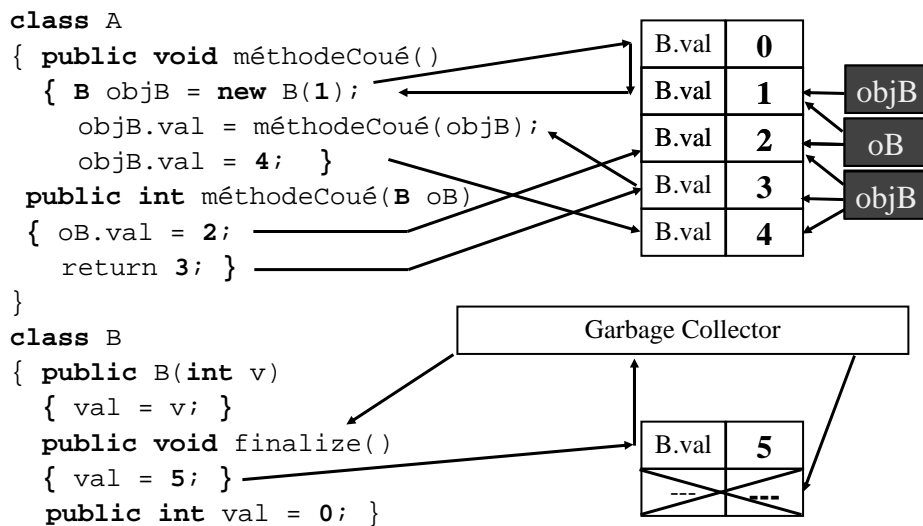 class A
{ public void méthodeCoué()
{ B objB = new B(1);
objB.val = méthodeCoué(objB);
objB.val = 4; }
public int méthodeCoué(B oB)
{ oB.val = 2;
return 3; }
}
class B
{ public B(int v)
{ val = v; }
public void finalize()
{ val = 5; }
public int val = 0; }
B.val 0
B.val 1
B.val 2
B.val 3
B.val 4
objB
oB
objB
Garbage Collector
B.val 5
--- ---